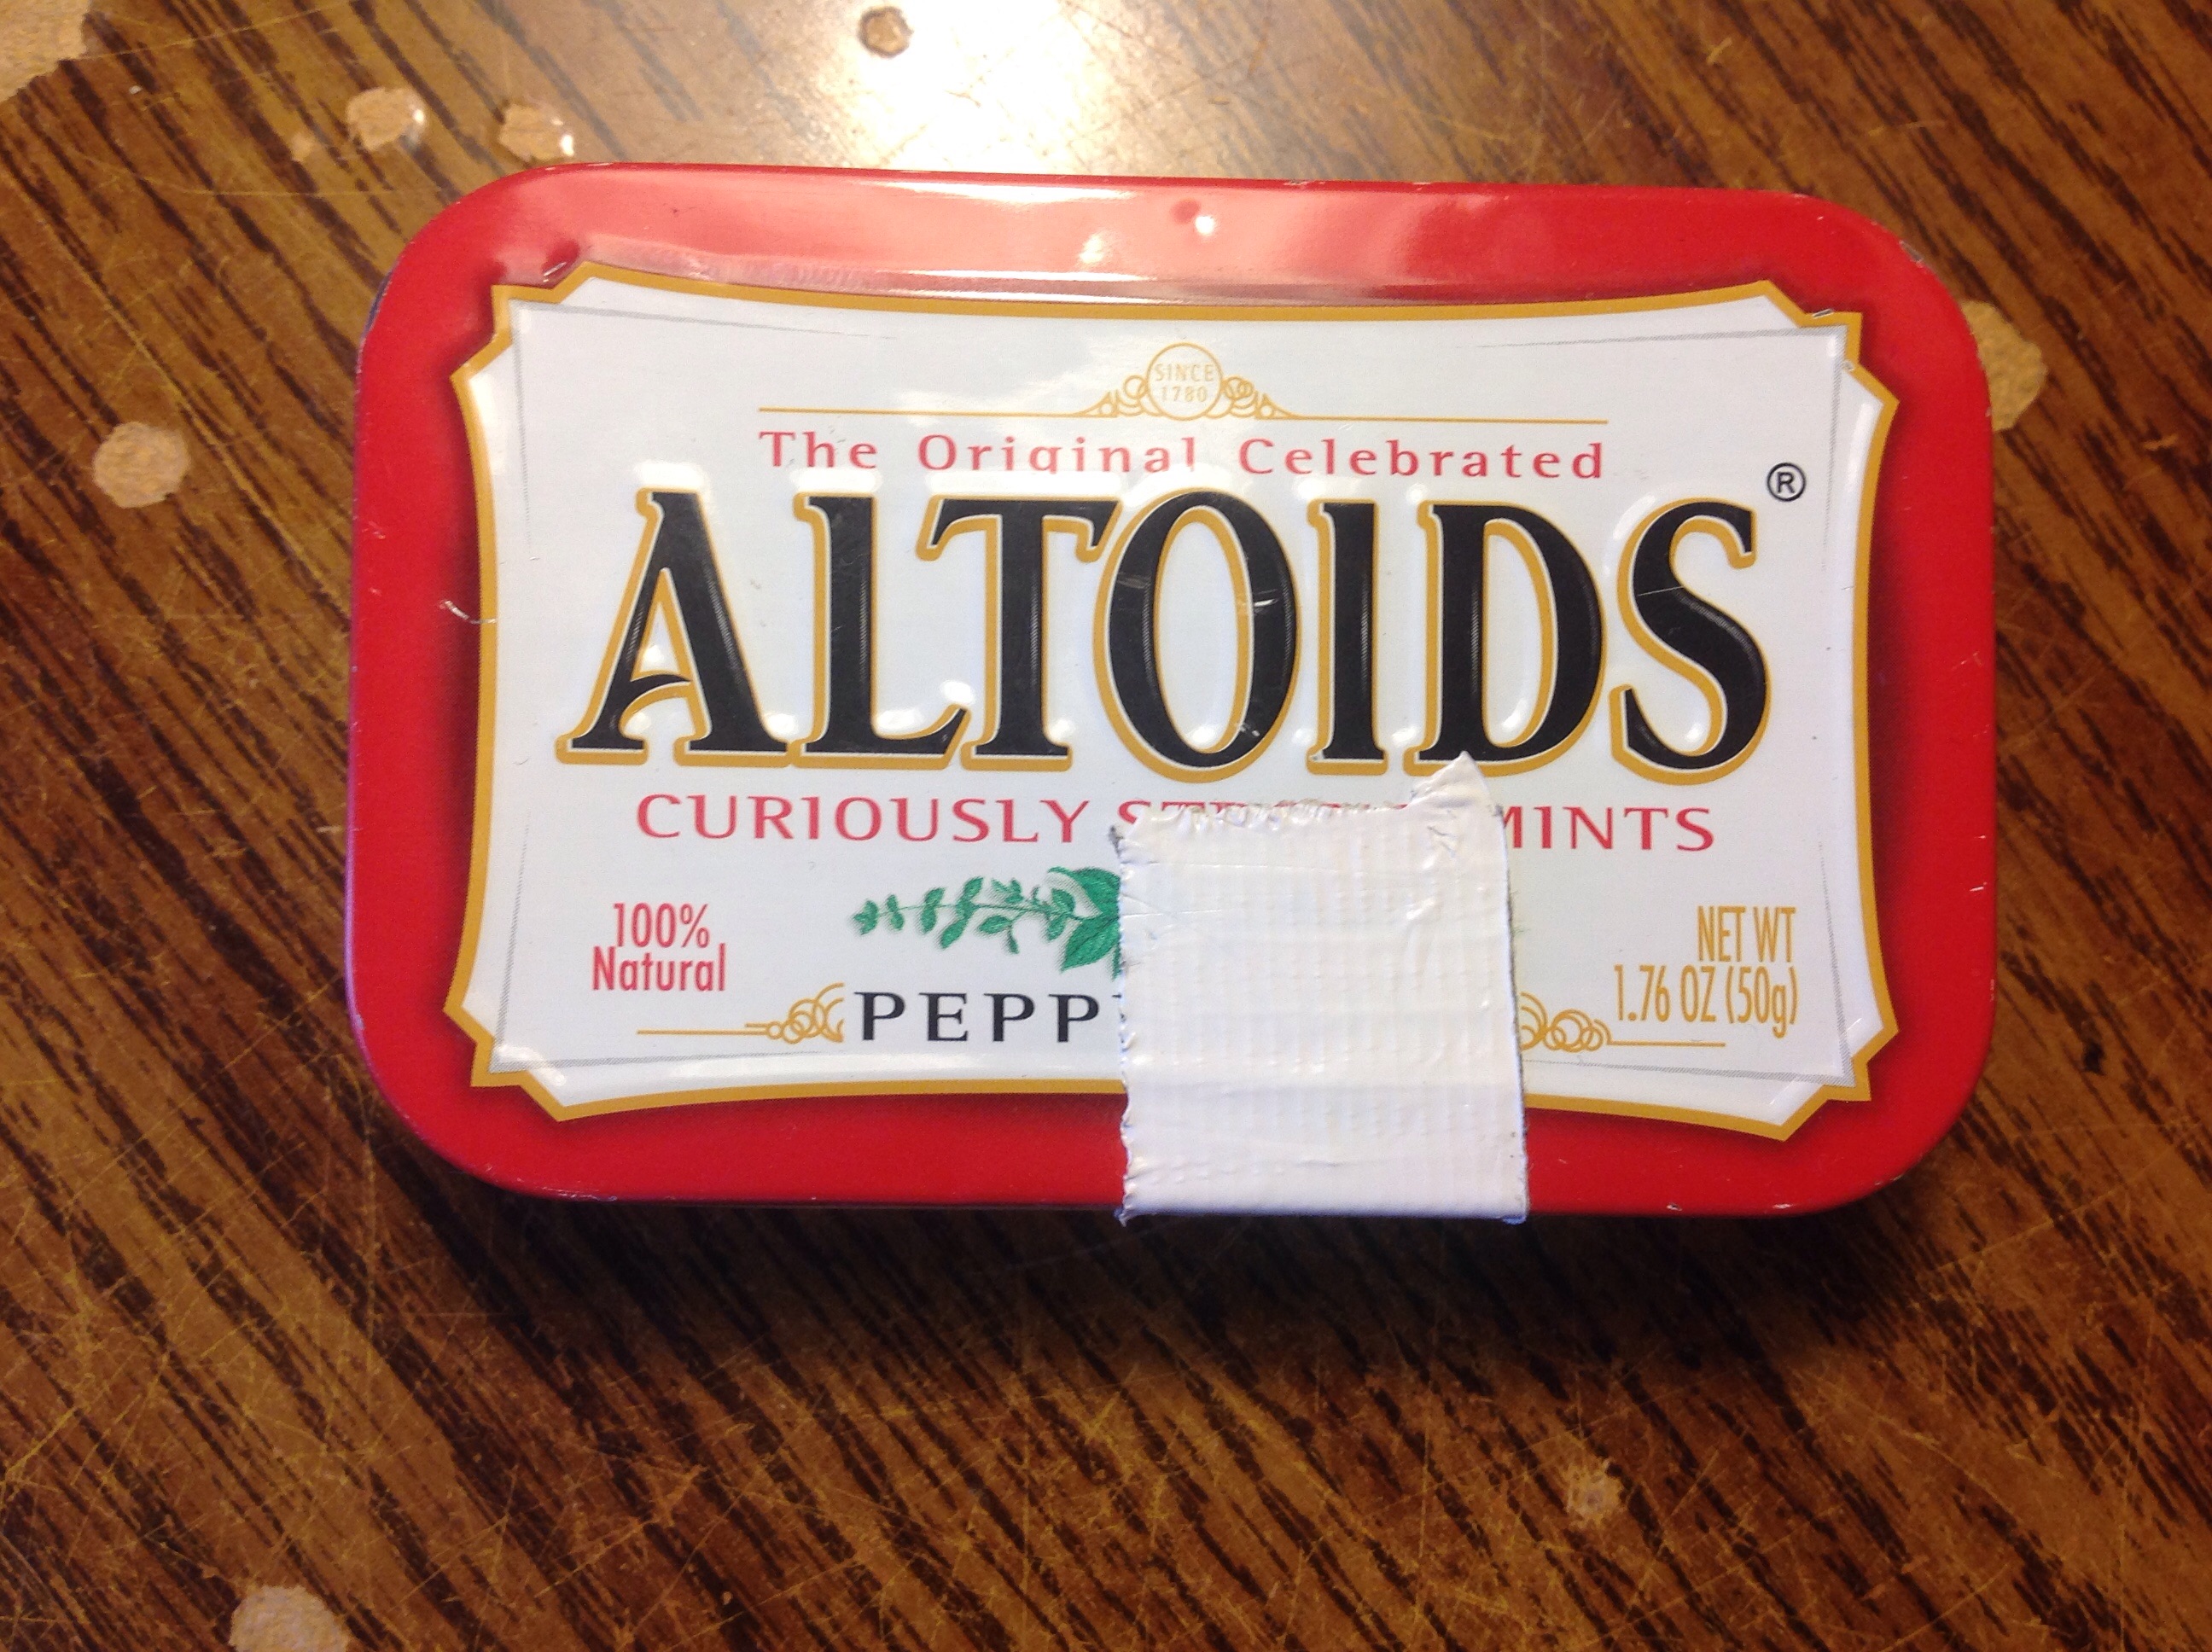 SINCE
1780
The Original Celebrated
ALTOIDS®
CURIOUSLY MINTS
100%
Natural
PEPP
NET WT
1.76 OZ (50g)